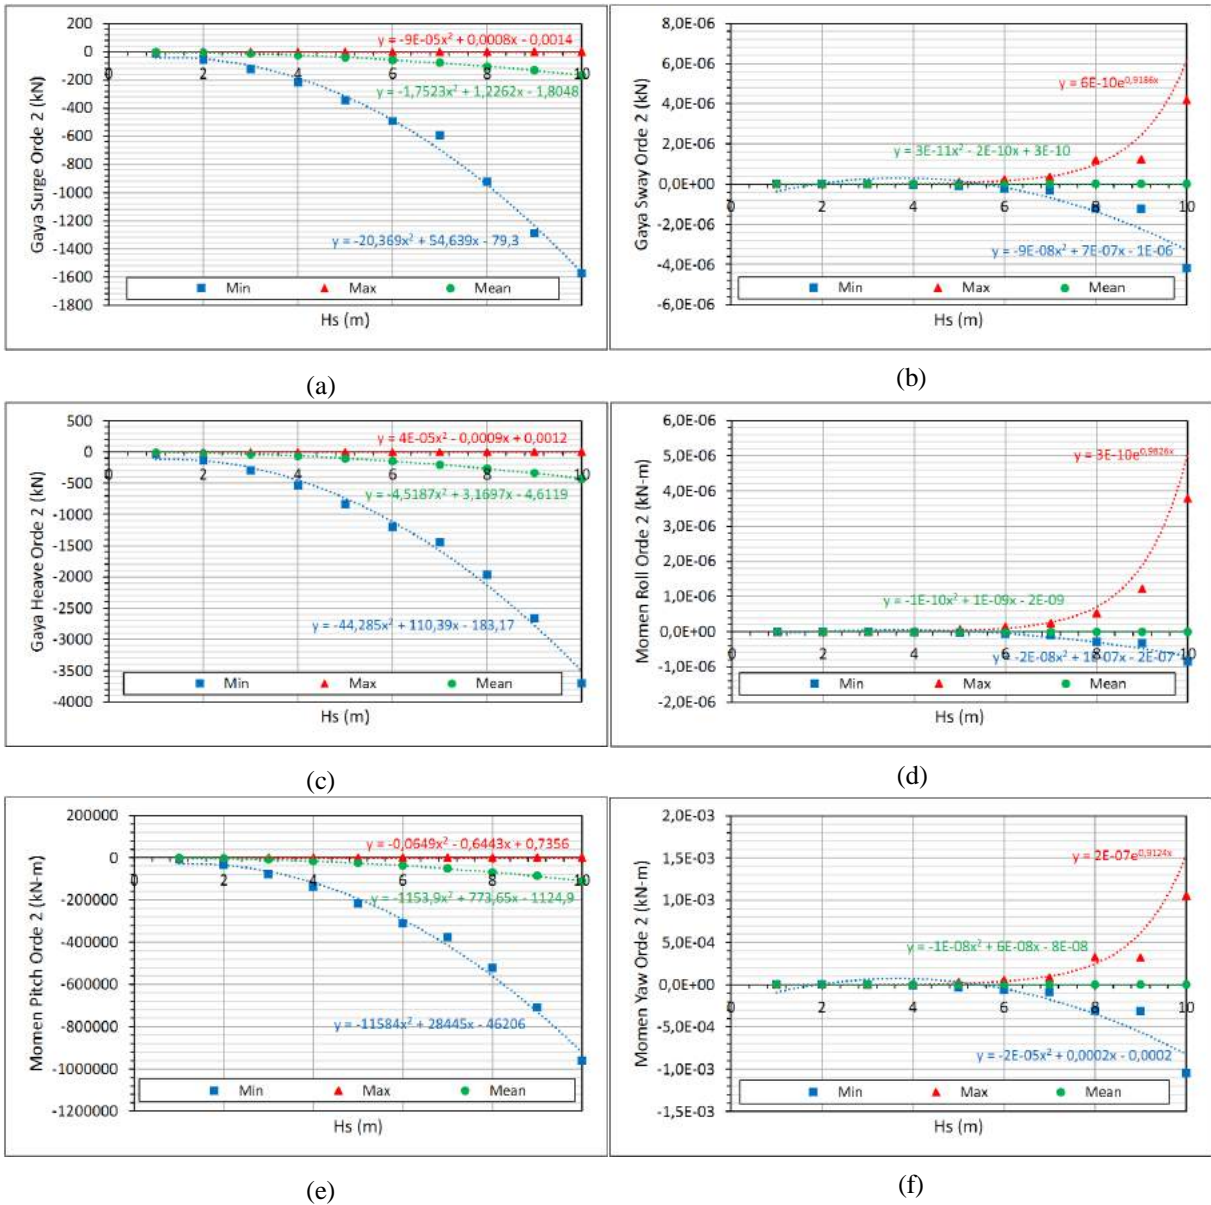 200
0
-200
-400
-600
-800
-1000
-1200
-1400
-1600
-1800
Gaya Surge Orde 2 (kN)
0 2 4 6 8 10
y = -9E-05x² + 0,0008x - 0,0014
y = -1,7523x² + 1,2262x - 1,8048
y = -20,369x² + 54,639x - 79,3
Min Max Mean
Hs (m)
(a)
8,0E-06
6,0E-06
4,0E-06
2,0E-06
0,0E+00
-2,0E-06
-4,0E-06
-6,0E-06
Gaya Sway Orde 2 (kN)
0 2 4 6 8 10
y = 6E-10e^0,9186x
y = 3E-11x² - 2E-10x + 3E-10
y = -9E-08x² + 7E-07x - 1E-06
Min Max Mean
Hs (m)
(b)
500
0
-500
-1000
-1500
-2000
-2500
-3000
-3500
-4000
Gaya Heave Orde 2 (kN)
0 2 4 6 8 10
y = 4E-05x² - 0,0009x + 0,0012
y = -4,5187x² + 3,1697x - 4,6119
y = -44,285x² + 110,39x - 183,17
Min Max Mean
Hs (m)
(c)
6,0E-06
5,0E-06
4,0E-06
3,0E-06
2,0E-06
1,0E-06
0,0E+00
-1,0E-06
-2,0E-06
Momen Roll Orde 2 (kN-m)
0 2 4 6 8 10
y = 3E-10e^0,9826x
y = -1E-10x² + 1E-09x - 2E-09
y = -2E-08x² + 1E-07x - 2E-07
Min Max Mean
Hs (m)
(d)
200000
0
-200000
-400000
-600000
-800000
-1000000
-1200000
Momen Pitch Orde 2 (kN-m)
0 2 4 6 8 10
y = -0,0649x² - 0,6443x + 0,7356
y = -1153,9x² + 773,65x - 1124,9
y = -11584x² + 28445x - 46206
Min Max Mean
Hs (m)
(e)
2,0E-03
1,5E-03
1,0E-03
5,0E-04
0,0E+00
-5,0E-04
-1,0E-03
-1,5E-03
Momen Yaw Orde 2 (kN-m)
0 2 4 6 8 10
y = 2E-07e^0,9124x
y = -1E-08x² + 6E-08x - 8E-08
y = -2E-05x² + 0,0002x - 0,0002
Min Max Mean
Hs (m)
(f)